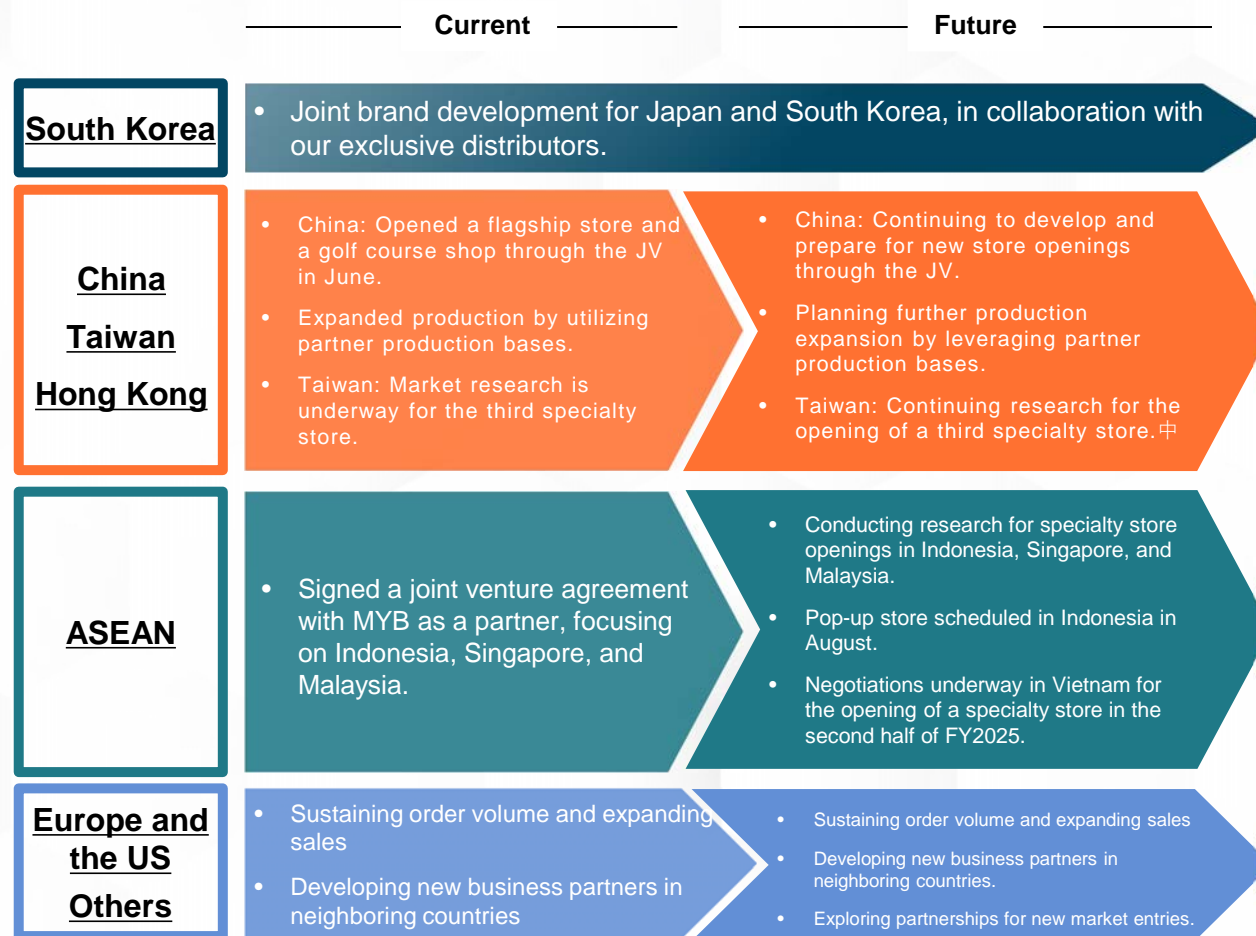 Current
Future
South Korea
• Joint brand development for Japan and South Korea, in collaboration with
our exclusive distributors.
China
Taiwan
Hong Kong
• China: Opened a flagship store and
a golf course shop through the JV
in June.
• Expanded production by utilizing
partner production bases.
• Taiwan: Market research is
underway for the third specialty
store.
• China: Continuing to develop and
prepare for new store openings
through the JV.
• Planning further production
expansion by leveraging partner
production bases.
• Taiwan: Continuing research for the
opening of a third specialty store.中
ASEAN
• Signed a joint venture agreement
with MYB as a partner, focusing
on Indonesia, Singapore, and
Malaysia.
• Conducting research for specialty store
openings in Indonesia, Singapore, and
Malaysia.
• Pop-up store scheduled in Indonesia in
August.
• Negotiations underway in Vietnam for
the opening of a specialty store in the
second half of FY2025.
Europe and
the US
Others
• Sustaining order volume and expanding
sales
• Developing new business partners in
neighboring countries
• Sustaining order volume and expanding sales
• Developing new business partners in
neighboring countries.
• Exploring partnerships for new market entries.